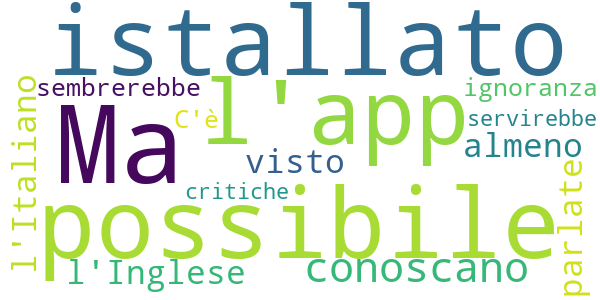 istallato
sembrerebbe
l'app
ignoranza
Ma
C'è
servirebbe
almeno
visto
critiche
possibile
l'Italiano
parlate
l'Inglese
conoscano